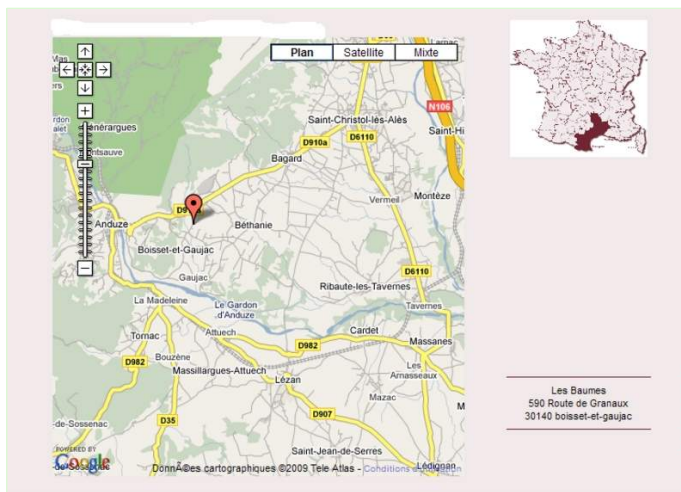 Plan Satellite Mixte
N106
Saint-Christol-lès-Alès
D6110
Saint-Hi
D910a
Bagard
Générargues
Vermeil
Montèze
Anduze
Béthanie
Boisset-et-Gaujac
Gaujac
D6110
Ribaute-les-Tavernes
La Madeleine
Le Gardon
d'Anduze
Tavernes
Attuech
Cardet
Tornac
D982
Massanes
Bouzène
D982
Massillargues-Attuech
Les
Arnasseaux
Lézan
Mazac
D907
M
D35
-de-Sossenac
Saint-Jean-de-Serres
POWERED BY
Google
DonnÃ©es cartographiques ©2009 Tele Atlas -
Lédignan
Les Baumes
590 Route de Granaux
30140 boisset-et-gaujac